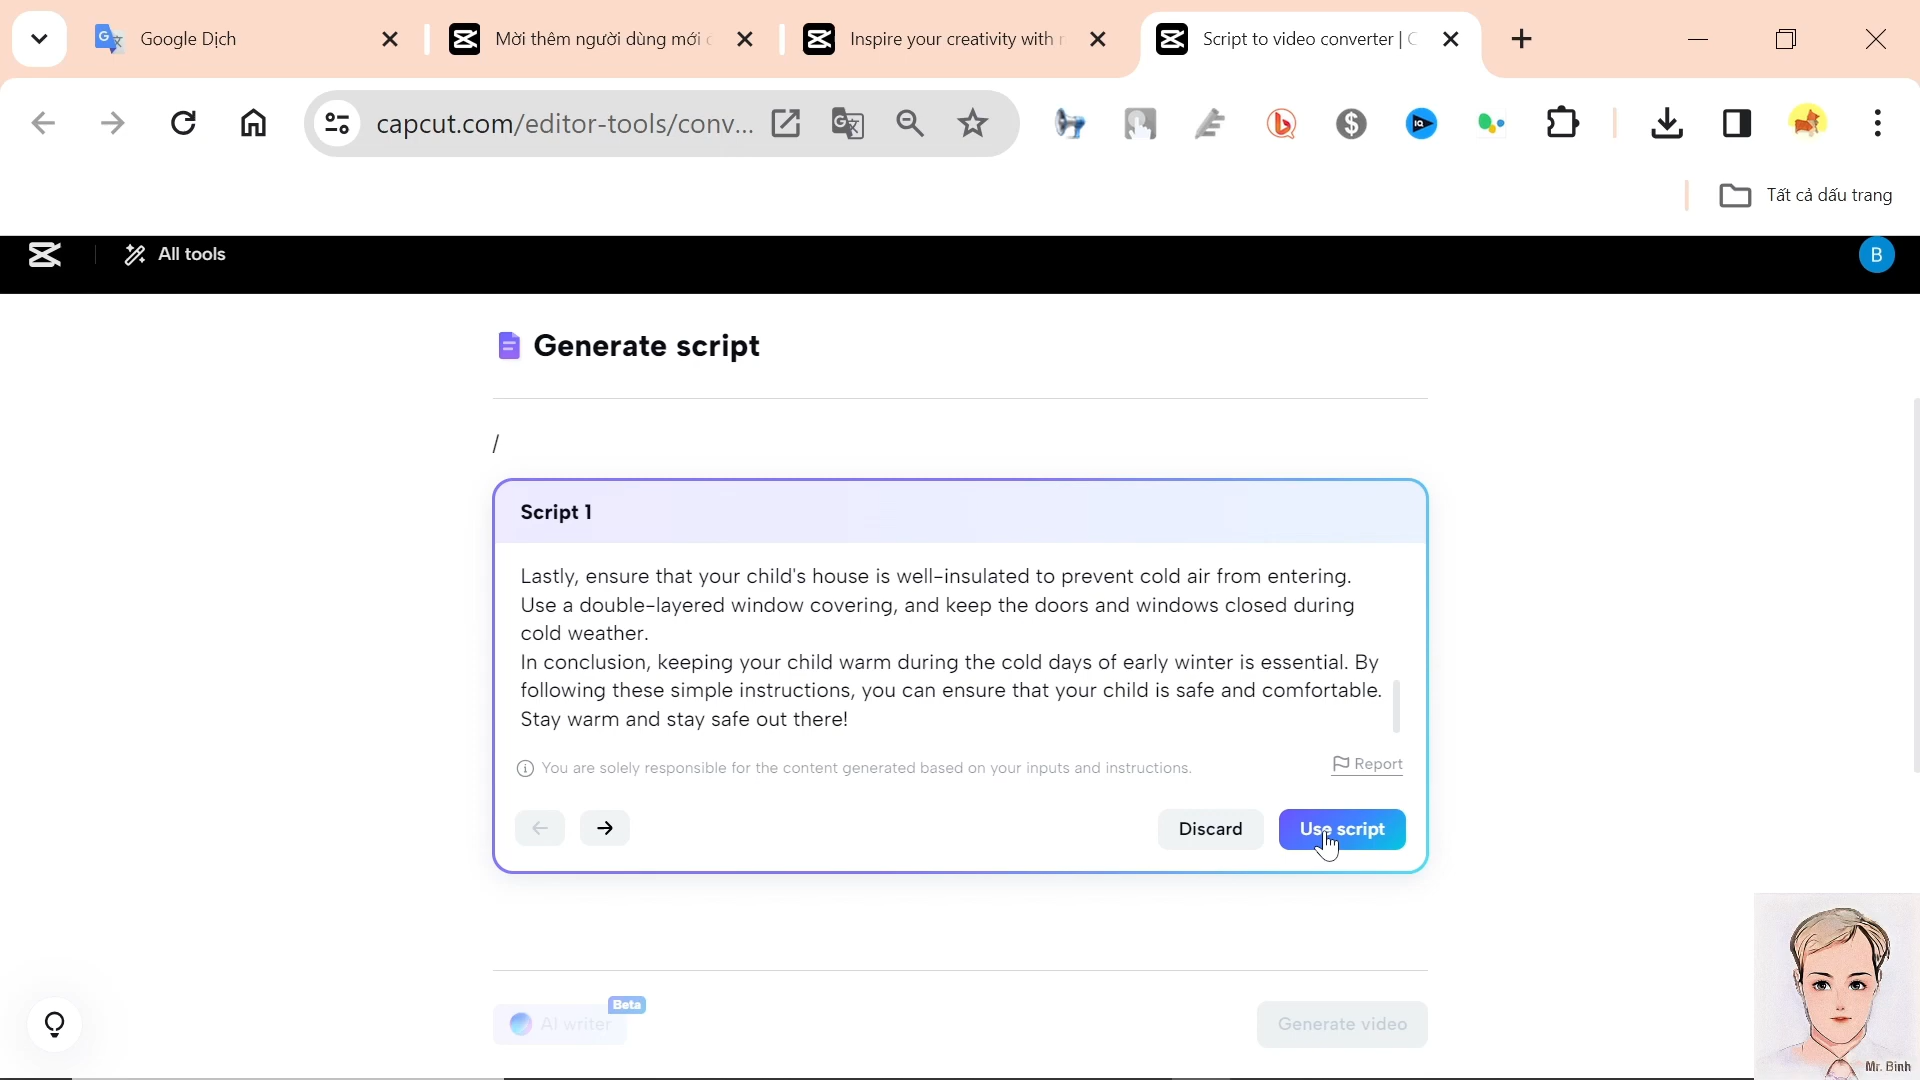 Google Dịch
Mời thêm người dùng mới
Inspire your creativity with
Script to video converter |
capcut.com/editor-tools/conv...
Tất cả dấu trang
All tools
B
Generate script
/
Script 1
Lastly, ensure that your child's house is well-insulated to prevent cold air from entering.
Use a double-layered window covering, and keep the doors and windows closed during
cold weather.
In conclusion, keeping your child warm during the cold days of early winter is essential. By
following these simple instructions, you can ensure that your child is safe and comfortable.
Stay warm and stay safe out there!
You are solely responsible for the content generated based on your inputs and instructions.
Report
Discard
Use script
Beta
AI writer
Generate video
Mr. Binh